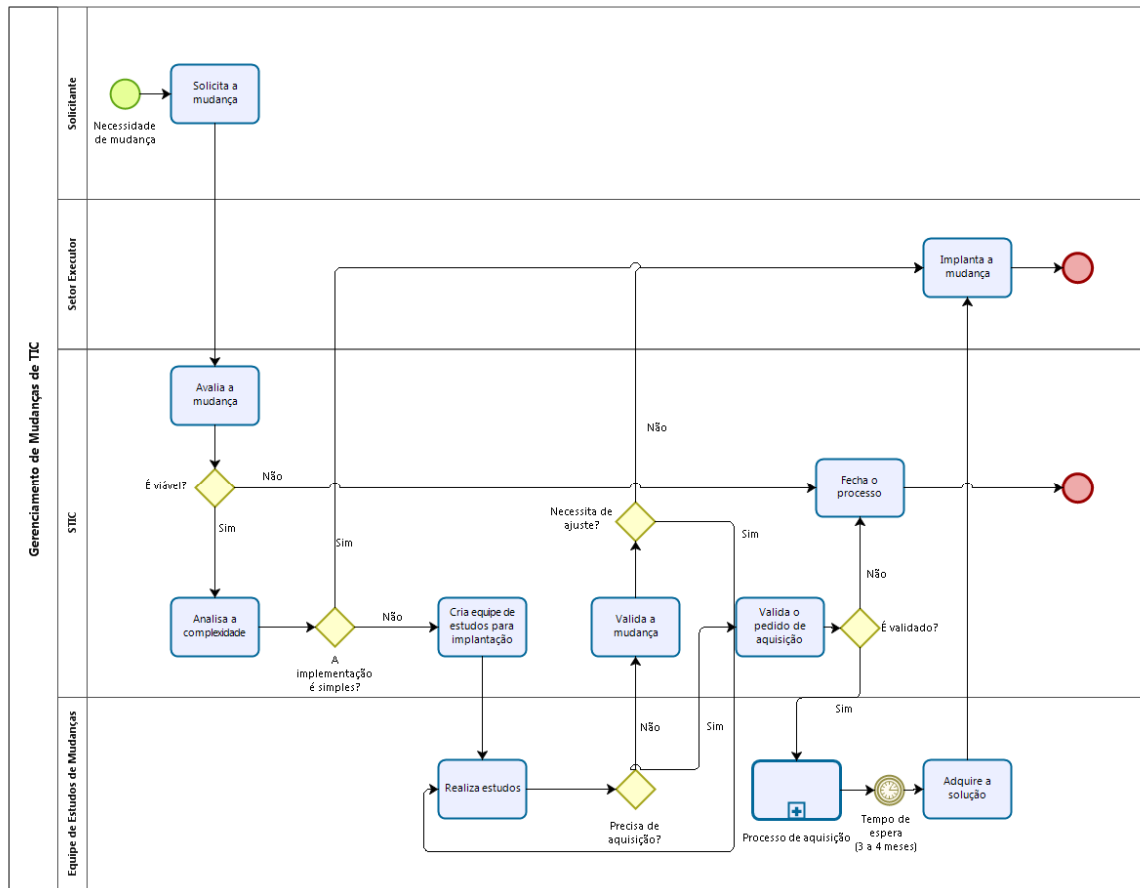 Gerenciamento de Mudanças de TIC
Solicitante
Necessidade
de mudança
Solicita a
mudança
Setor Executor
Implanta a
mudança
STIC
Avalia a
mudança
É viável?
Não
Sim
Analisa a
complexidade
Sim
A
implementação
é simples?
Não
Cria equipe de
estudos para
implantação
Necessita de
ajuste?
Não
Sim
Valida a
mudança
Valida o
pedido de
aquisição
É validado?
Não
Fecha o
processo
Sim
Equipe de Estudos de Mudanças
Realiza estudos
Precisa de
aquisição?
Não
Sim
Processo de aquisição
Tempo de
espera
(3 a 4 meses)
Adquire a
solução